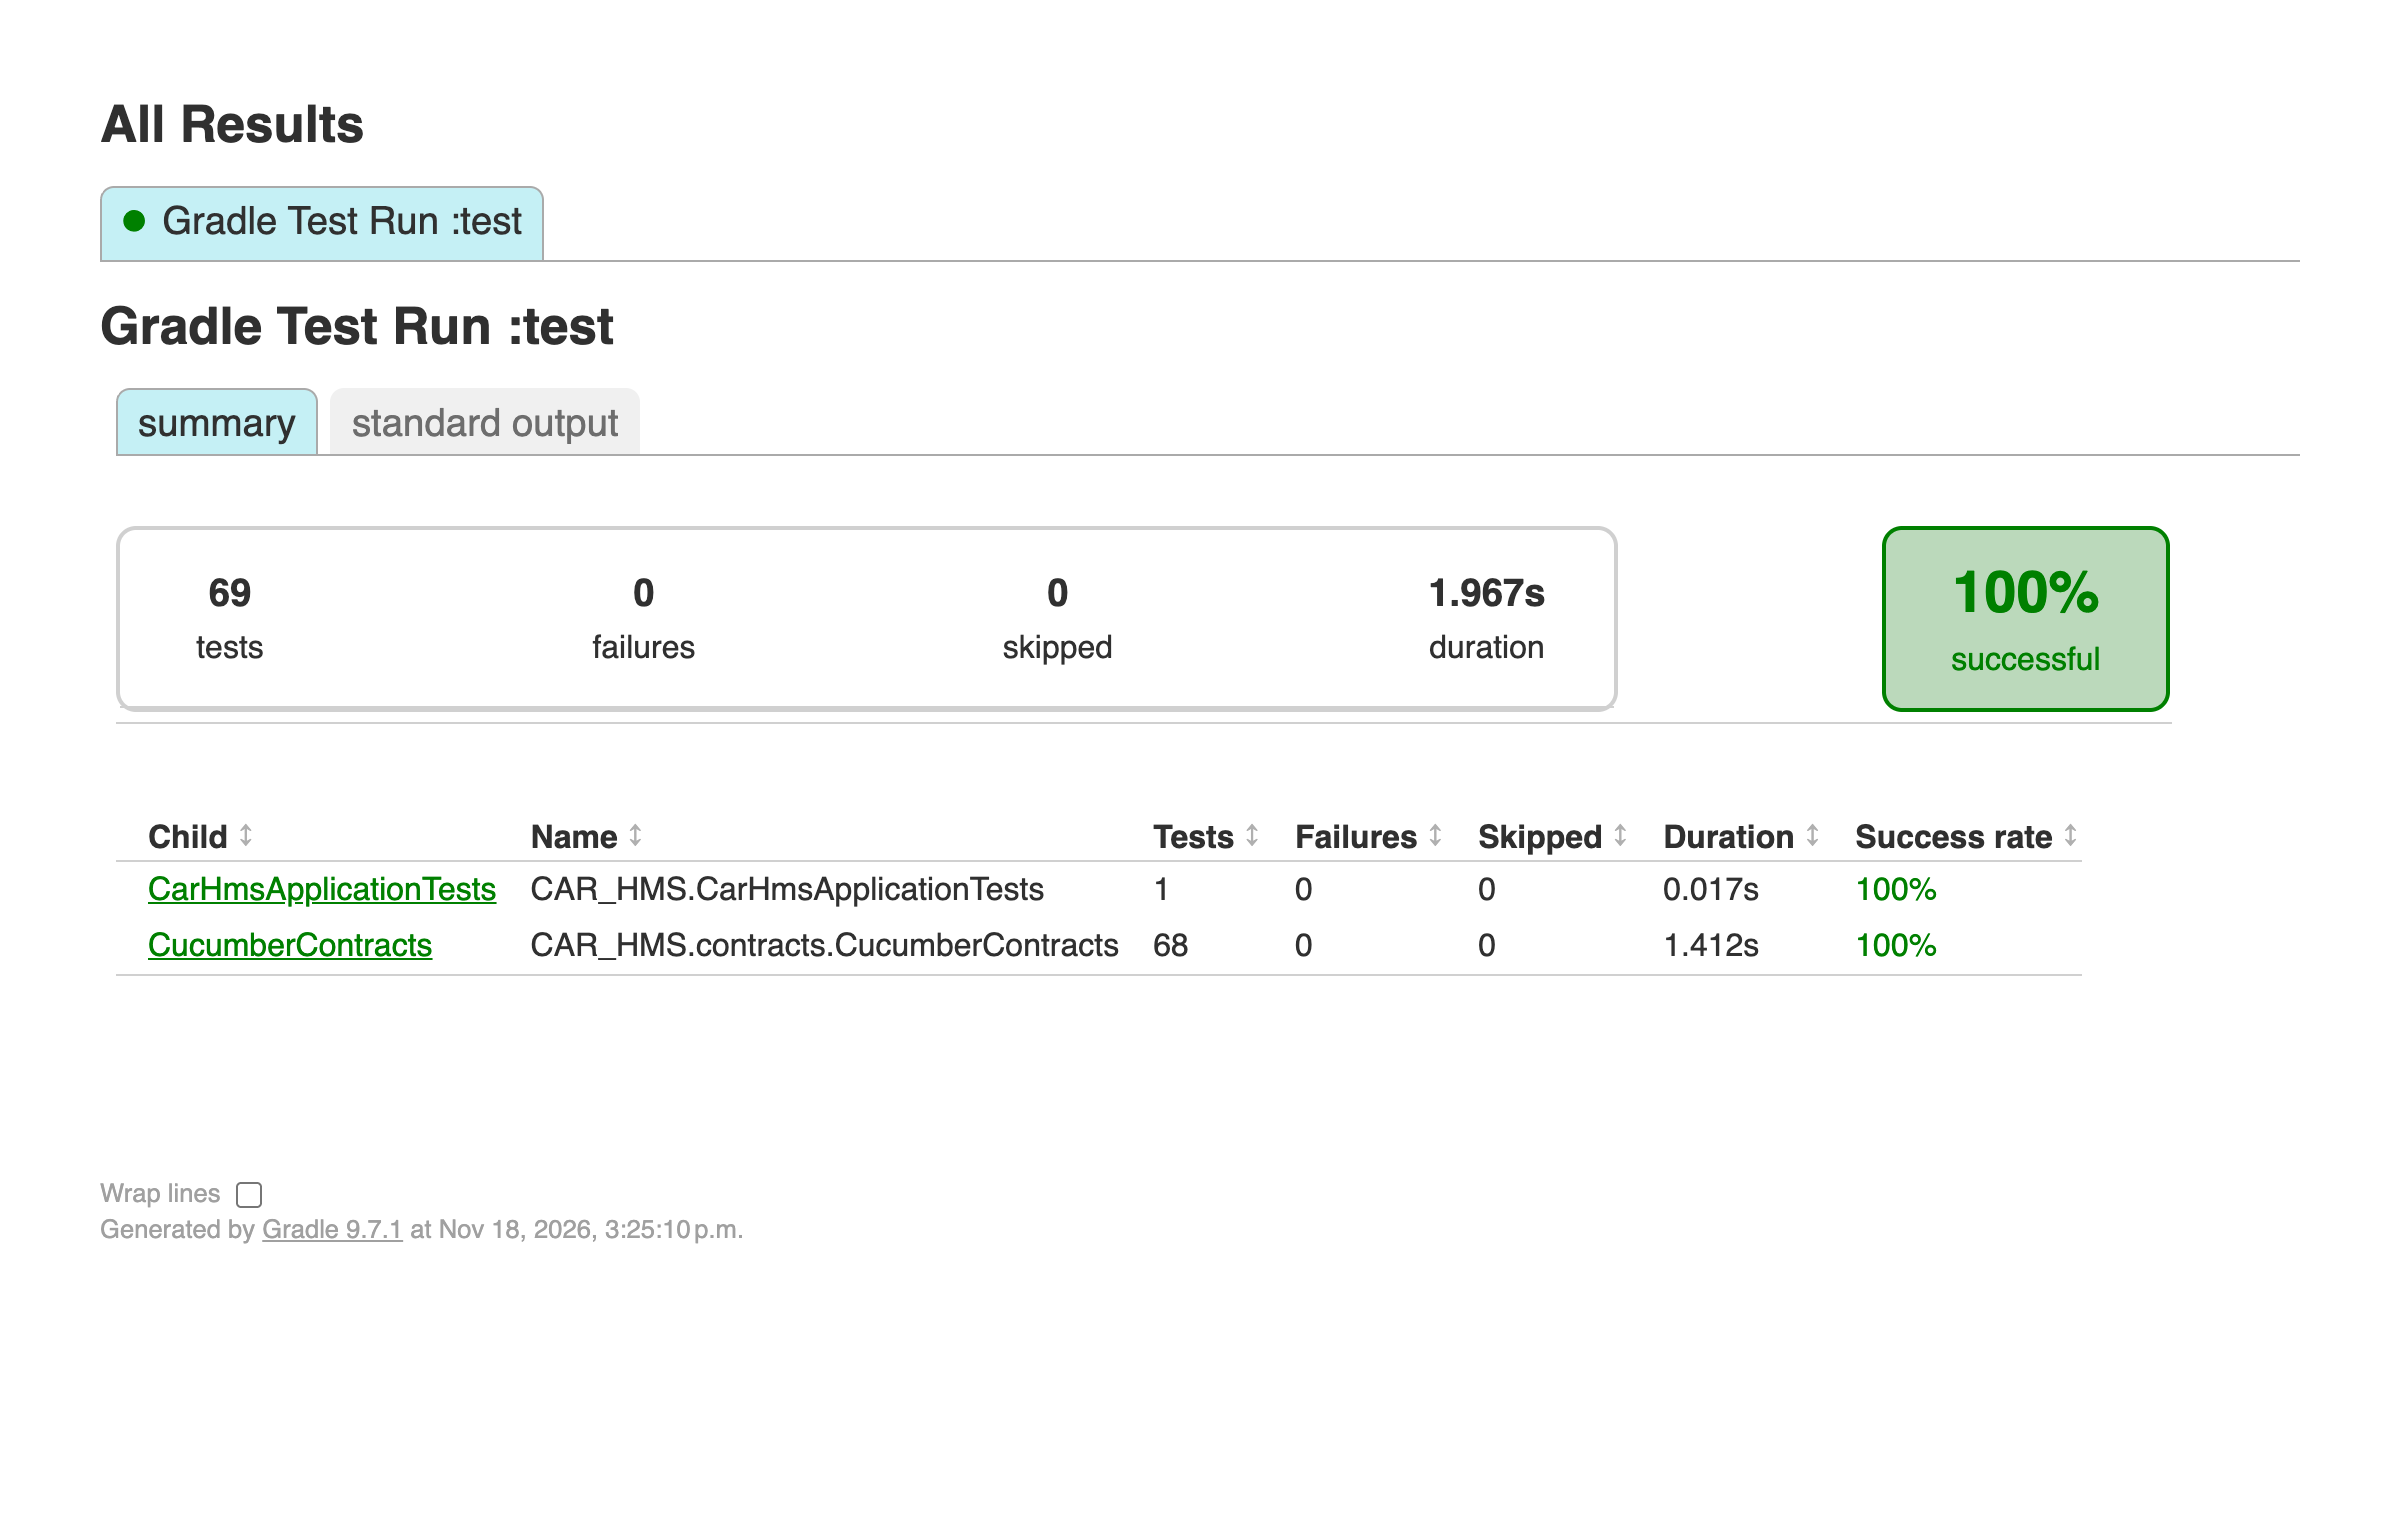 All Results
Gradle Test Run :test
Gradle Test Run :test
summary standard output
69 0 0 1.967s 100%
tests failures skipped duration successful
Child Name Tests Failures Skipped Duration Success rate
CarHmsApplicationTests CAR_HMS.CarHmsApplicationTests 1 0 0 0.017s 100%
CucumberContracts CAR_HMS.contracts.CucumberContracts 68 0 0 1.412s 100%
Wrap lines
Generated by Gradle 9.7.1 at Nov 18, 2026, 3:25:10 p.m.